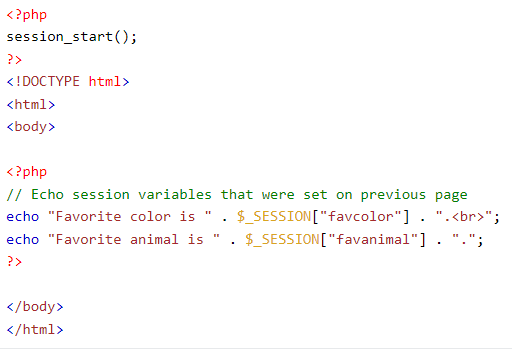 <?php
session_start();
?>
<!DOCTYPE html>
<html>
<body>
<?php
// Echo session variables that were set on previous page
echo "Favorite color is " . $_SESSION["favcolor"] . ".<br>";
echo "Favorite animal is " . $_SESSION["favanimal"] . ".";
?>
</body>
</html>